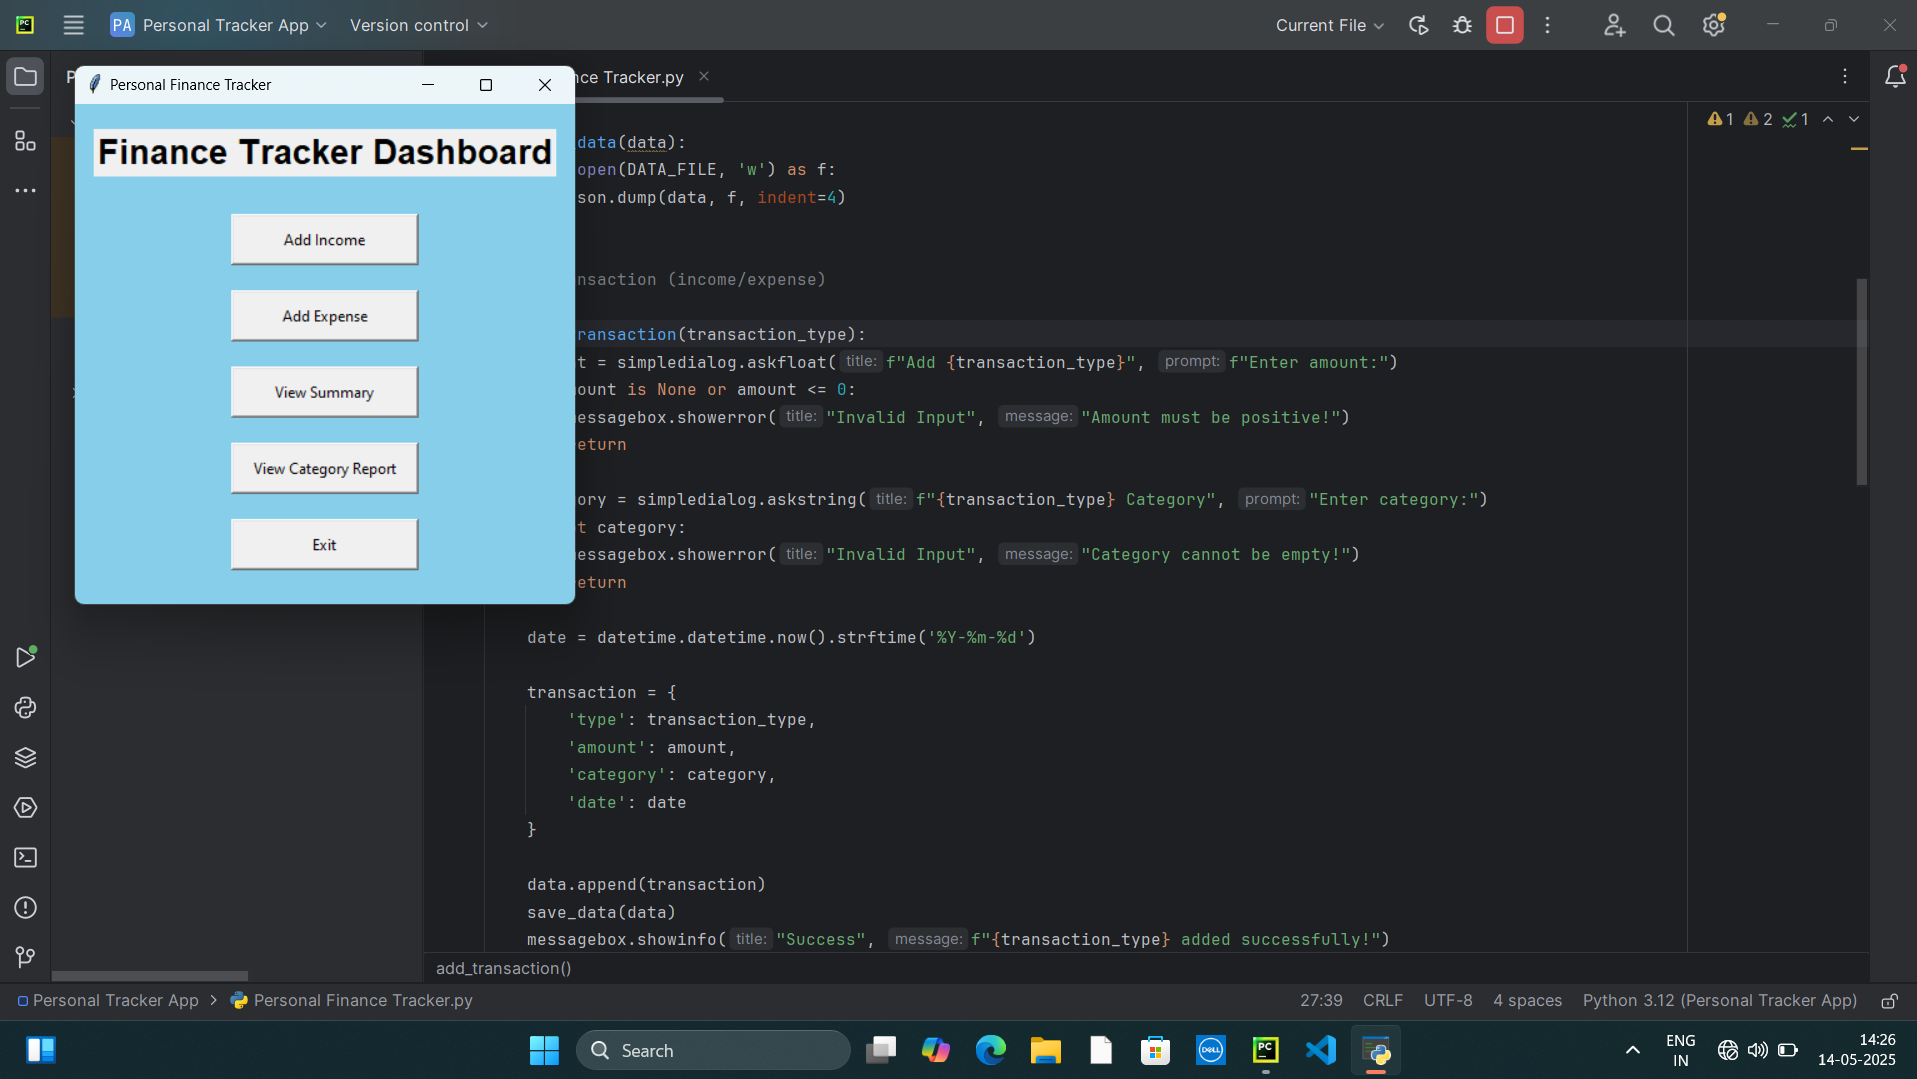 PA Personal Tracker App Version control Current File
P
Personal Finance Tracker
nce Tracker.py
Finance Tracker Dashboard
Add Income
Add Expense
View Summary
View Category Report
Exit
1 2 1
data(data):
open(DATA_FILE, 'w') as f:
son.dump(data, f, indent=4)
nsaction (income/expense)
ransaction(transaction_type):
t = simpledialog.askfloat( title: f"Add {transaction_type}", prompt: f"Enter amount:")
ount is None or amount <= 0:
essagebox.showerror( title: "Invalid Input", message: "Amount must be positive!")
eturn
ory = simpledialog.askstring( title: f"{transaction_type} Category", prompt: "Enter category:")
t category:
essagebox.showerror( title: "Invalid Input", message: "Category cannot be empty!")
eturn
date = datetime.datetime.now().strftime('%Y-%m-%d')
transaction = {
'type': transaction_type,
'amount': amount,
'category': category,
'date': date
}
data.append(transaction)
save_data(data)
messagebox.showinfo( title: "Success", message: f"{transaction_type} added successfully!")
add_transaction()
Personal Tracker App > Personal Finance Tracker.py 27:39 CRLF UTF-8 4 spaces Python 3.12 (Personal Tracker App)
Search
DELL
PC
ENG
IN
14:26
14-05-2025